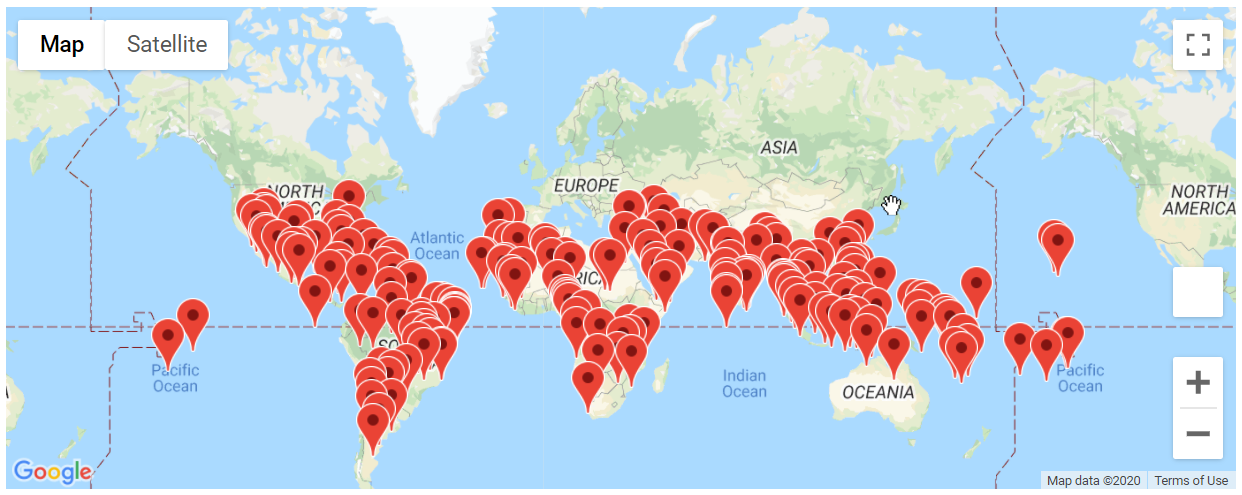 Map
Satellite
NORTH
EUROPE
ASIA
NORTH
AMERICA
Atlantic
Ocean
Pacific
Ocean
Indian
Ocean
OCEANIA
Pacific
Ocean
Google
Map data ©2020
Terms of Use